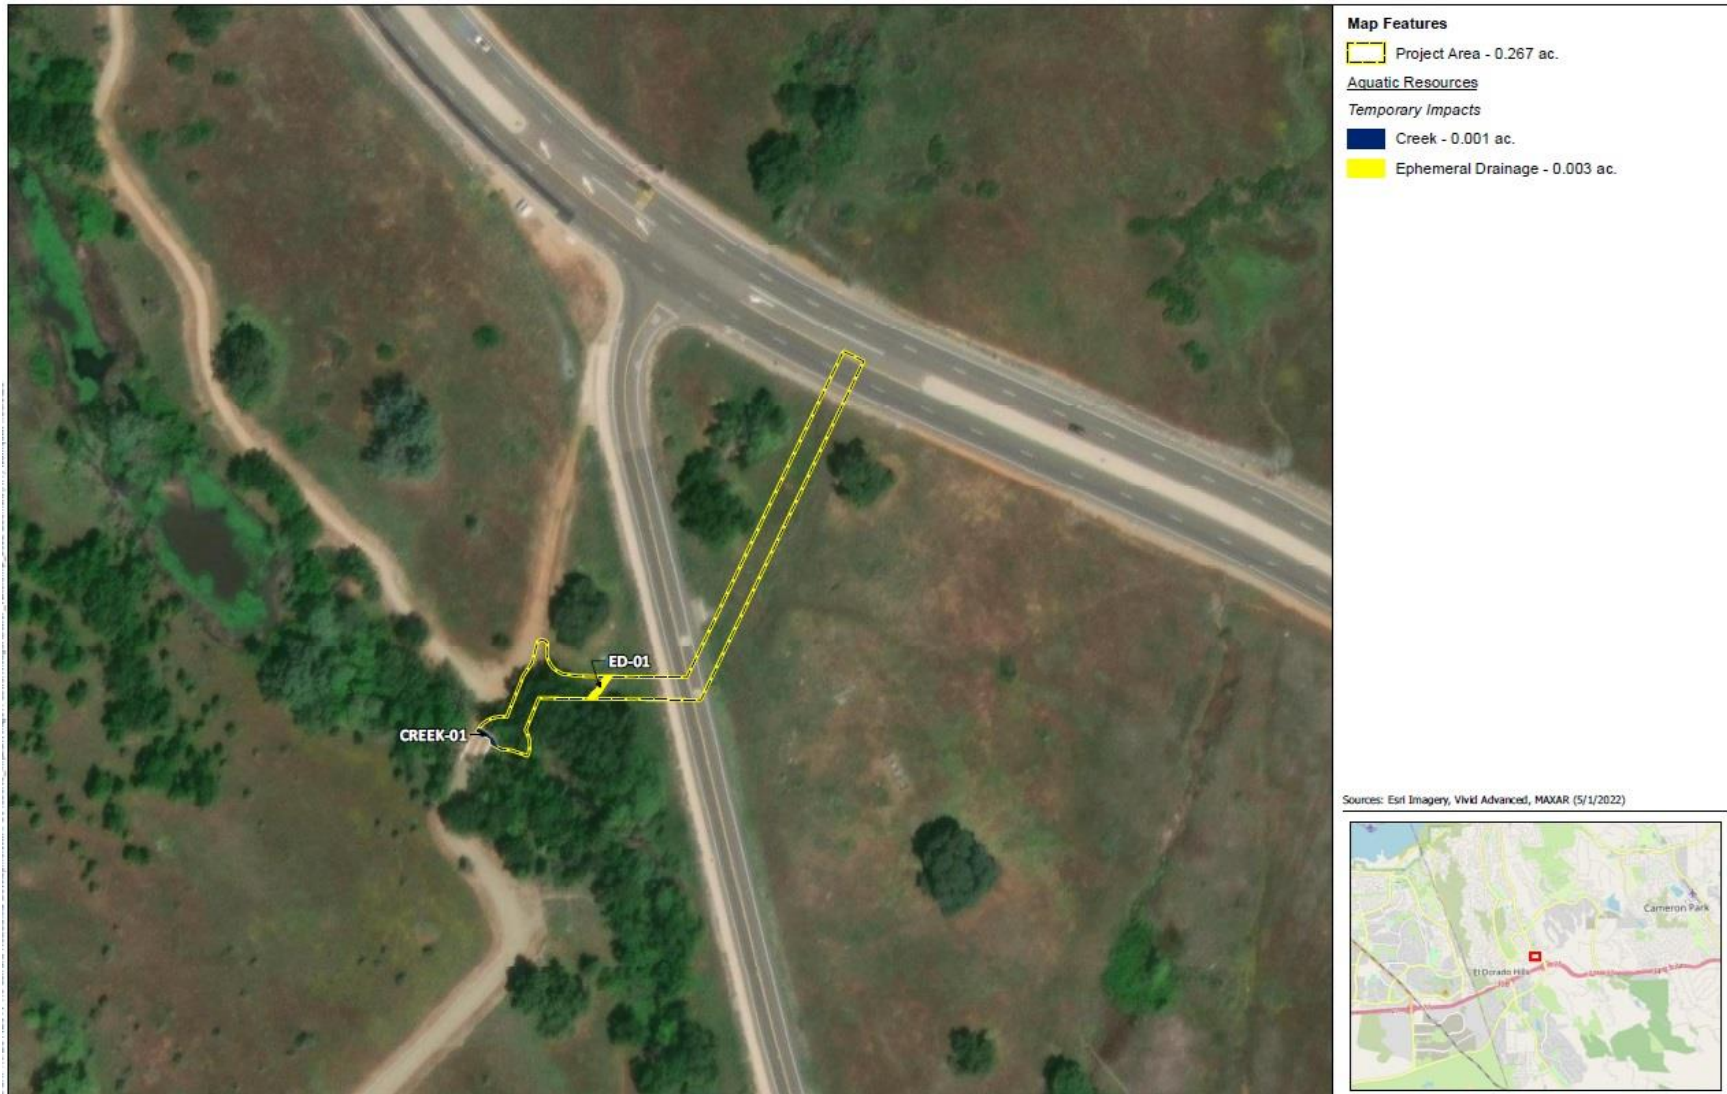 Map Features
Project Area - 0.267 ac.
Aquatic Resources
Temporary Impacts
Creek - 0.001 ac.
Ephemeral Drainage - 0.003 ac.
ED-01
CREEK-01
Sources: Esri Imagery, Vivid Advanced, MAXAR (5/1/2022)
Cameron Park
El Dorado Hills